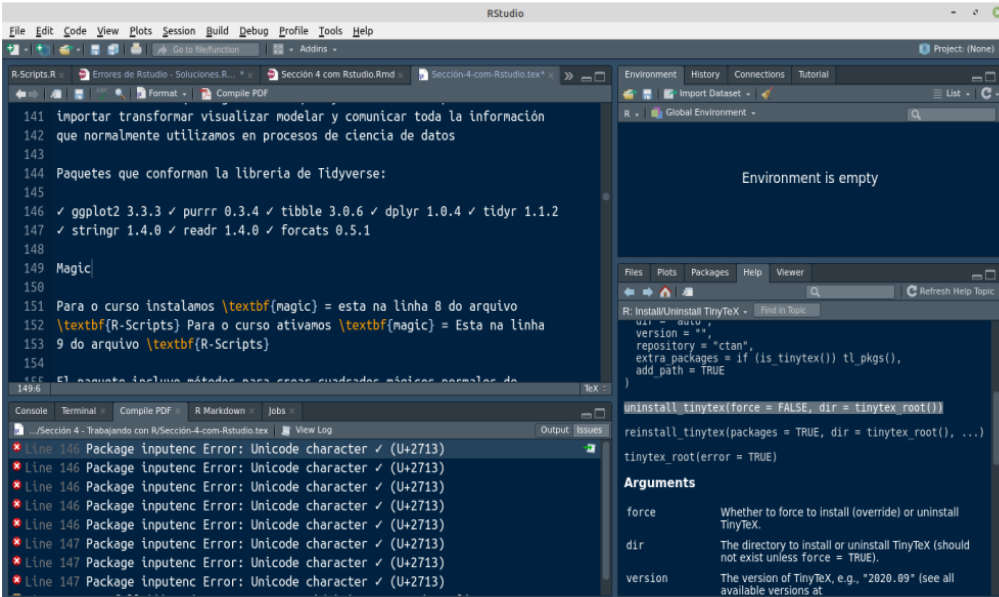 RStudio
File Edit Code View Plots Session Build Debug Profile Tools Help
Go to file/function Addins Project: (None)
R-Scripts.R Errores de Rstudio - Soluciones.R... * Sección 4 com Rstudio.Rmd Sección-4-com-Rstudio.tex*
Format Compile PDF
141 importar transformar visualizar modelar y comunicar toda la información
142 que normalmente utilizamos en procesos de ciencia de datos
143
144 Paquetes que conforman la libreria de Tidyverse:
145
146 ✓ ggplot2 3.3.3 ✓ purrr 0.3.4 ✓ tibble 3.0.6 ✓ dplyr 1.0.4 ✓ tidyr 1.1.2
147 ✓ stringr 1.4.0 ✓ readr 1.4.0 ✓ forcats 0.5.1
148
149 Magic
150
151 Para o curso instalamos \textbf{magic} = esta na linha 8 do arquivo
152 \textbf{R-Scripts} Para o curso ativamos \textbf{magic} = Esta na linha
153 9 do arquivo \textbf{R-Scripts}
154
155 El paquete incluye métodos para crear cuadrados mágicos normales de
149:6 TeX
Console Terminal Compile PDF R Markdown Jobs
.../Sección 4 - Trabajando con R/Sección-4-com-Rstudio.tex View Log Output Issues
Line 146 Package inputenc Error: Unicode character ✓ (U+2713)
Line 146 Package inputenc Error: Unicode character ✓ (U+2713)
Line 146 Package inputenc Error: Unicode character ✓ (U+2713)
Line 146 Package inputenc Error: Unicode character ✓ (U+2713)
Line 146 Package inputenc Error: Unicode character ✓ (U+2713)
Line 147 Package inputenc Error: Unicode character ✓ (U+2713)
Line 147 Package inputenc Error: Unicode character ✓ (U+2713)
Line 147 Package inputenc Error: Unicode character ✓ (U+2713)
Environment History Connections Tutorial
Import Dataset List
R Global Environment
Environment is empty
Files Plots Packages Help Viewer
Refresh Help Topic
R: Install/Uninstall TinyTeX Find in Topic
dir = "auto",
version = "",
repository = "ctan",
extra_packages = if (is_tinytex()) tl_pkgs(),
add_path = TRUE
)
uninstall_tinytex(force = FALSE, dir = tinytex_root())
reinstall_tinytex(packages = TRUE, dir = tinytex_root(), ...)
tinytex_root(error = TRUE)
Arguments
force Whether to force to install (override) or uninstall
TinyTeX.
dir The directory to install or uninstall TinyTeX (should
not exist unless force = TRUE).
version The version of TinyTeX, e.g., "2020.09" (see all
available versions at